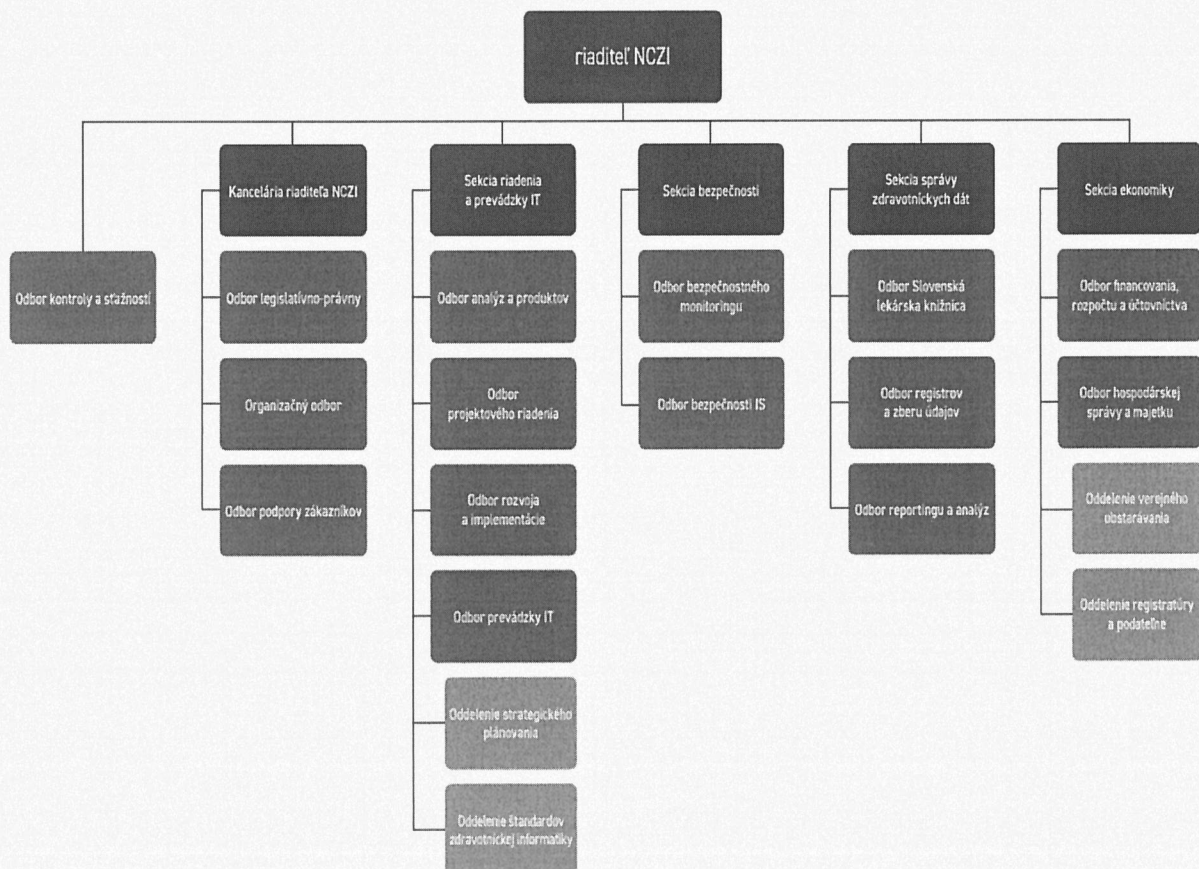 riaditeľ NCZI
Odbor kontroly a sťažností
Kancelária riaditeľa NCZI
Odbor legislatívno-právny
Organizačný odbor
Odbor podpory zákazníkov
Sekcia riadenia
a prevádzky IT
Odbor analýz a produktov
Odbor
projektového riadenia
Odbor rozvoja
a implementácie
Odbor prevádzky IT
Oddelenie strategického
plánovania
Oddelenie štandardov
zdravotníckej informatiky
Sekcia bezpečnosti
Odbor bezpečnostného
monitoringu
Odbor bezpečnosti IS
Sekcia správy
zdravotníckych dát
Odbor Slovenská
lekárska knižnica
Odbor registrov
a zberu údajov
Odbor reportingu a analýz
Sekcia ekonomiky
Odbor financovania,
rozpočtu a účtovníctva
Odbor hospodárskej
správy a majetku
Oddelenie verejného
obstarávania
Oddelenie registratúry
a podateľne